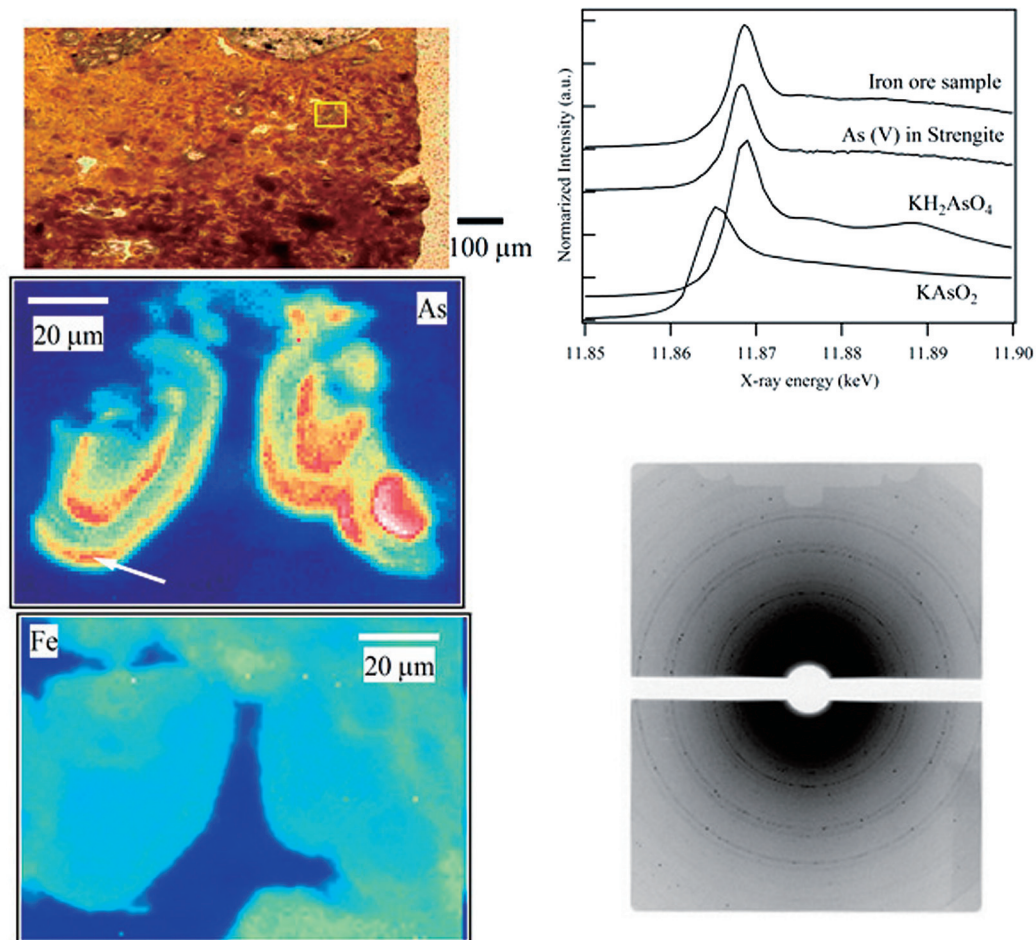 100 µm
As
20 µm
Fe
20 µm
Normarized Intensity (a.u.)
Iron ore sample
As (V) in Strengite
KH₂AsO₄
KAsO₂
11.85 11.86 11.87 11.88 11.89 11.90
X-ray energy (keV)